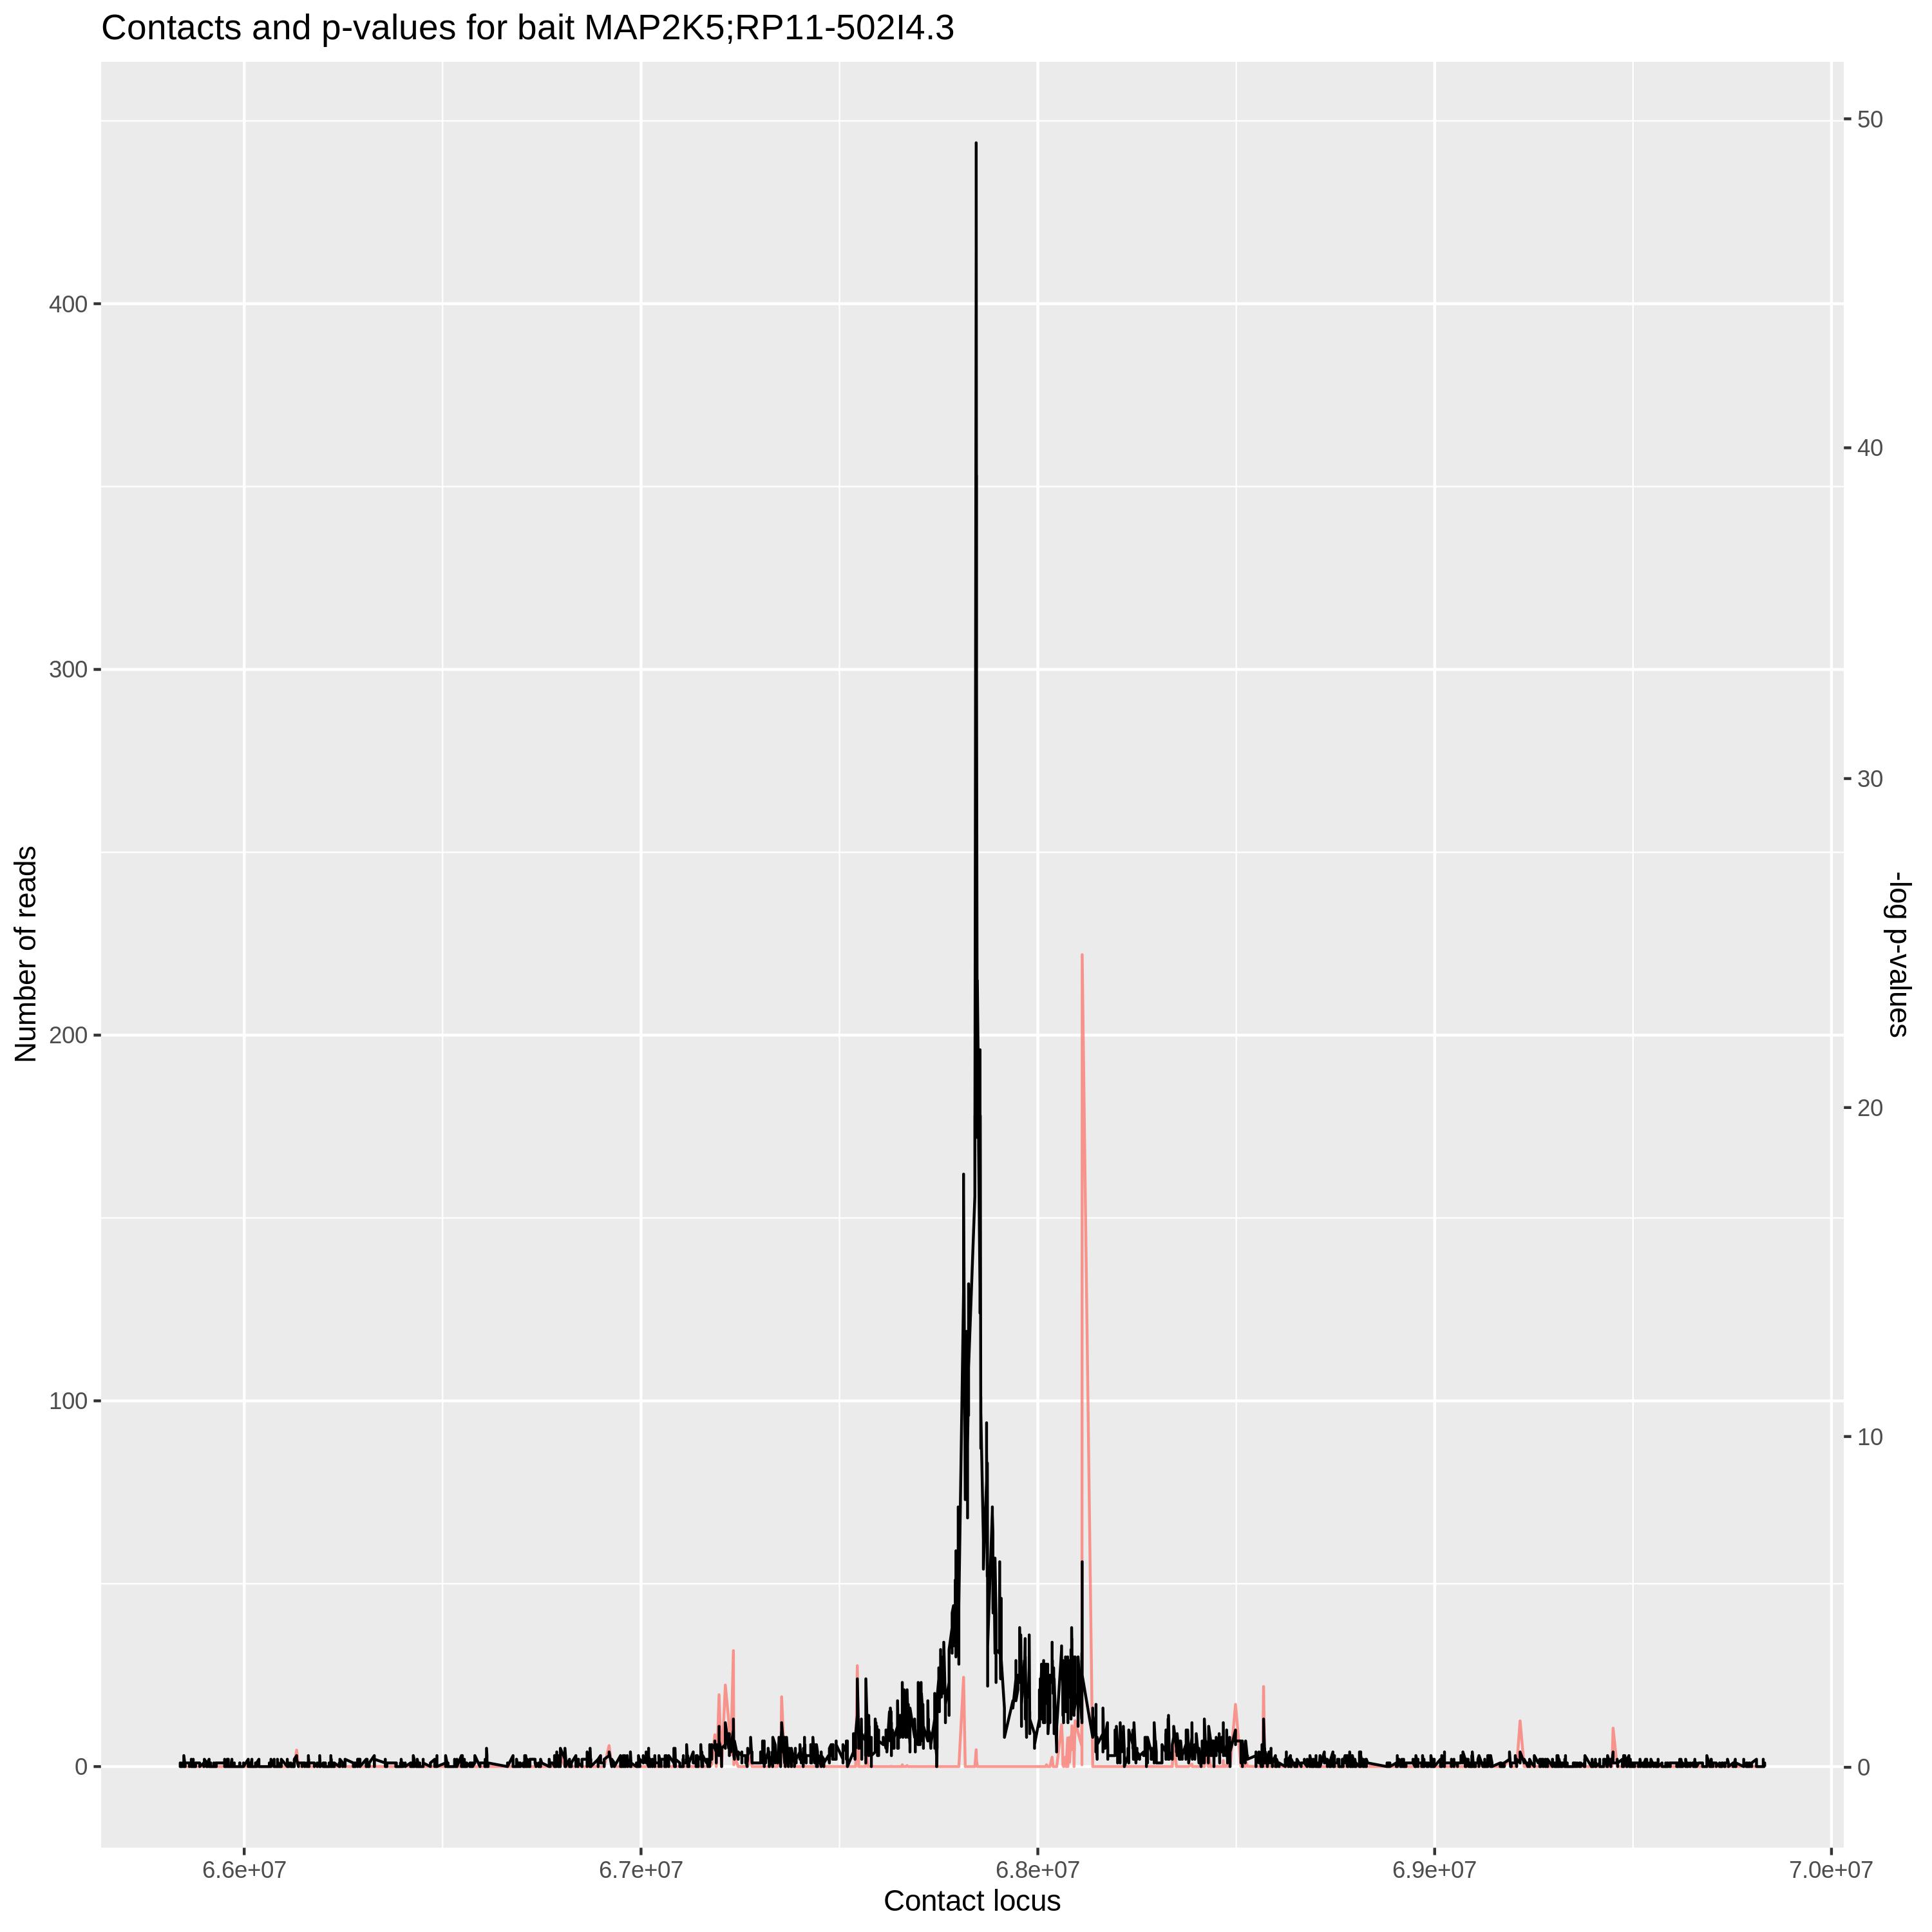 Contacts and p-values for bait MAP2K5;RP11-502I4.3
Number of reads
400
300
200
100
0
50
40
30
20
10
0
-log p-values
6.6e+07 6.7e+07 6.8e+07 6.9e+07 7.0e+07
Contact locus